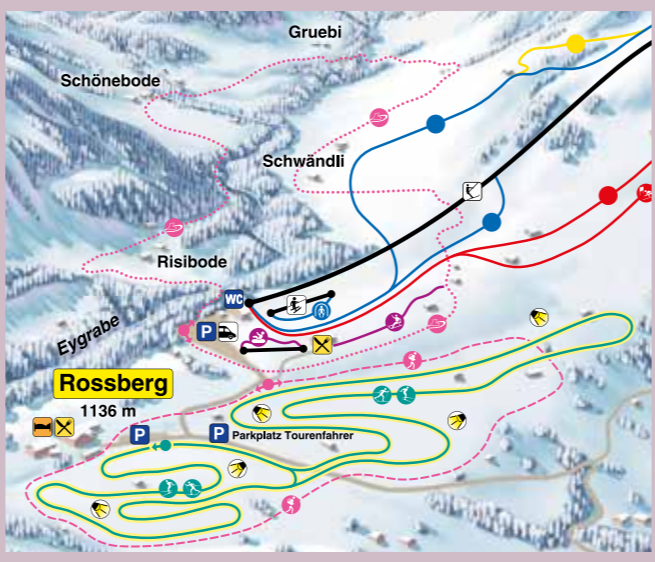 Gruebi
Schönebode
Schwändli
Risibode
WC
Eygrabe
P
Rossberg
1136 m
P
P Parkplatz Tourenfahrer